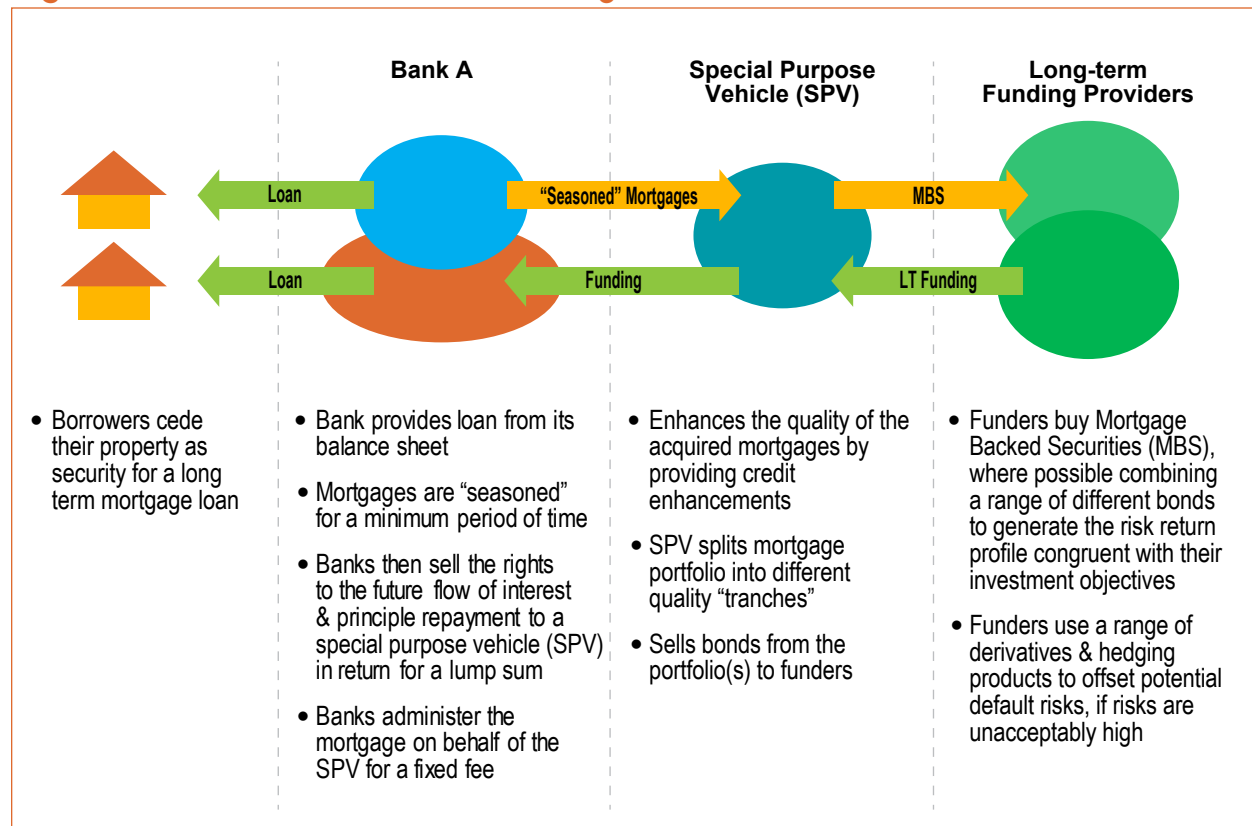 Bank A
Special Purpose
Vehicle (SPV)
Long-term
Funding Providers
Loan
“Seasoned” Mortgages
MBS
Loan
Funding
LT Funding
• Borrowers cede
their property as
security for a long
term mortgage loan
• Bank provides loan from its
balance sheet
• Mortgages are “seasoned”
for a minimum period of time
• Banks then sell the rights
to the future flow of interest
& principle repayment to a
special purpose vehicle (SPV)
in return for a lump sum
• Banks administer the
mortgage on behalf of the
SPV for a fixed fee
• Enhances the quality of the
acquired mortgages by
providing credit
enhancements
• SPV splits mortgage
portfolio into different
quality “tranches”
• Sells bonds from the
portfolio(s) to funders
• Funders buy Mortgage
Backed Securities (MBS),
where possible combining
a range of different bonds
to generate the risk return
profile congruent with their
investment objectives
• Funders use a range of
derivatives & hedging
products to offset potential
default risks, if risks are
unacceptably high